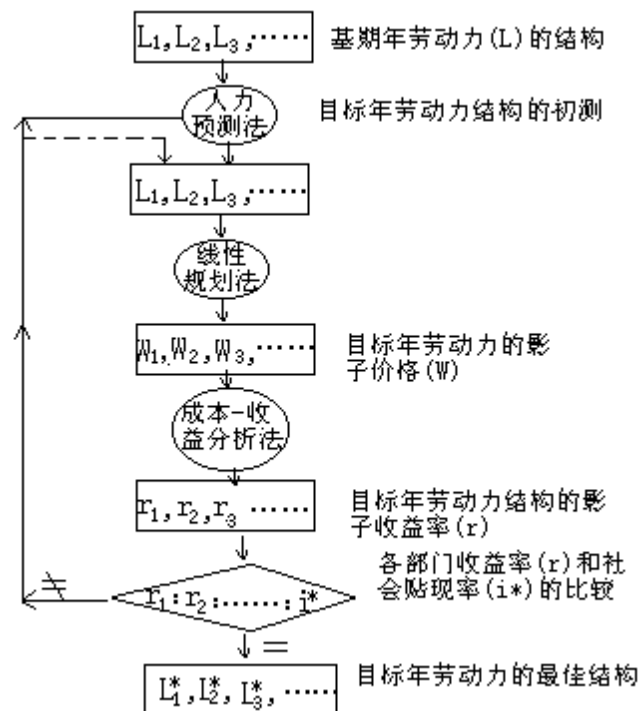 L₁,L₂,L₃,…… 基期年劳动力(L)的结构
人力
预测法
目标年劳动力结构的初测
L₁,L₂,L₃,……
线性
规划法
W₁,W₂,W₃,……
目标年劳动力的影
子价格(W)
成本-收
益分析法
r₁,r₂,r₃ ……
目标年劳动力结构的影
子收益率(r)
各部门收益率(r)和社
会贴现率(i*)的比较
≠
r₁:r₂:……:i*
=
L₁*,L₂*,L₃*,……
目标年劳动力的最佳结构